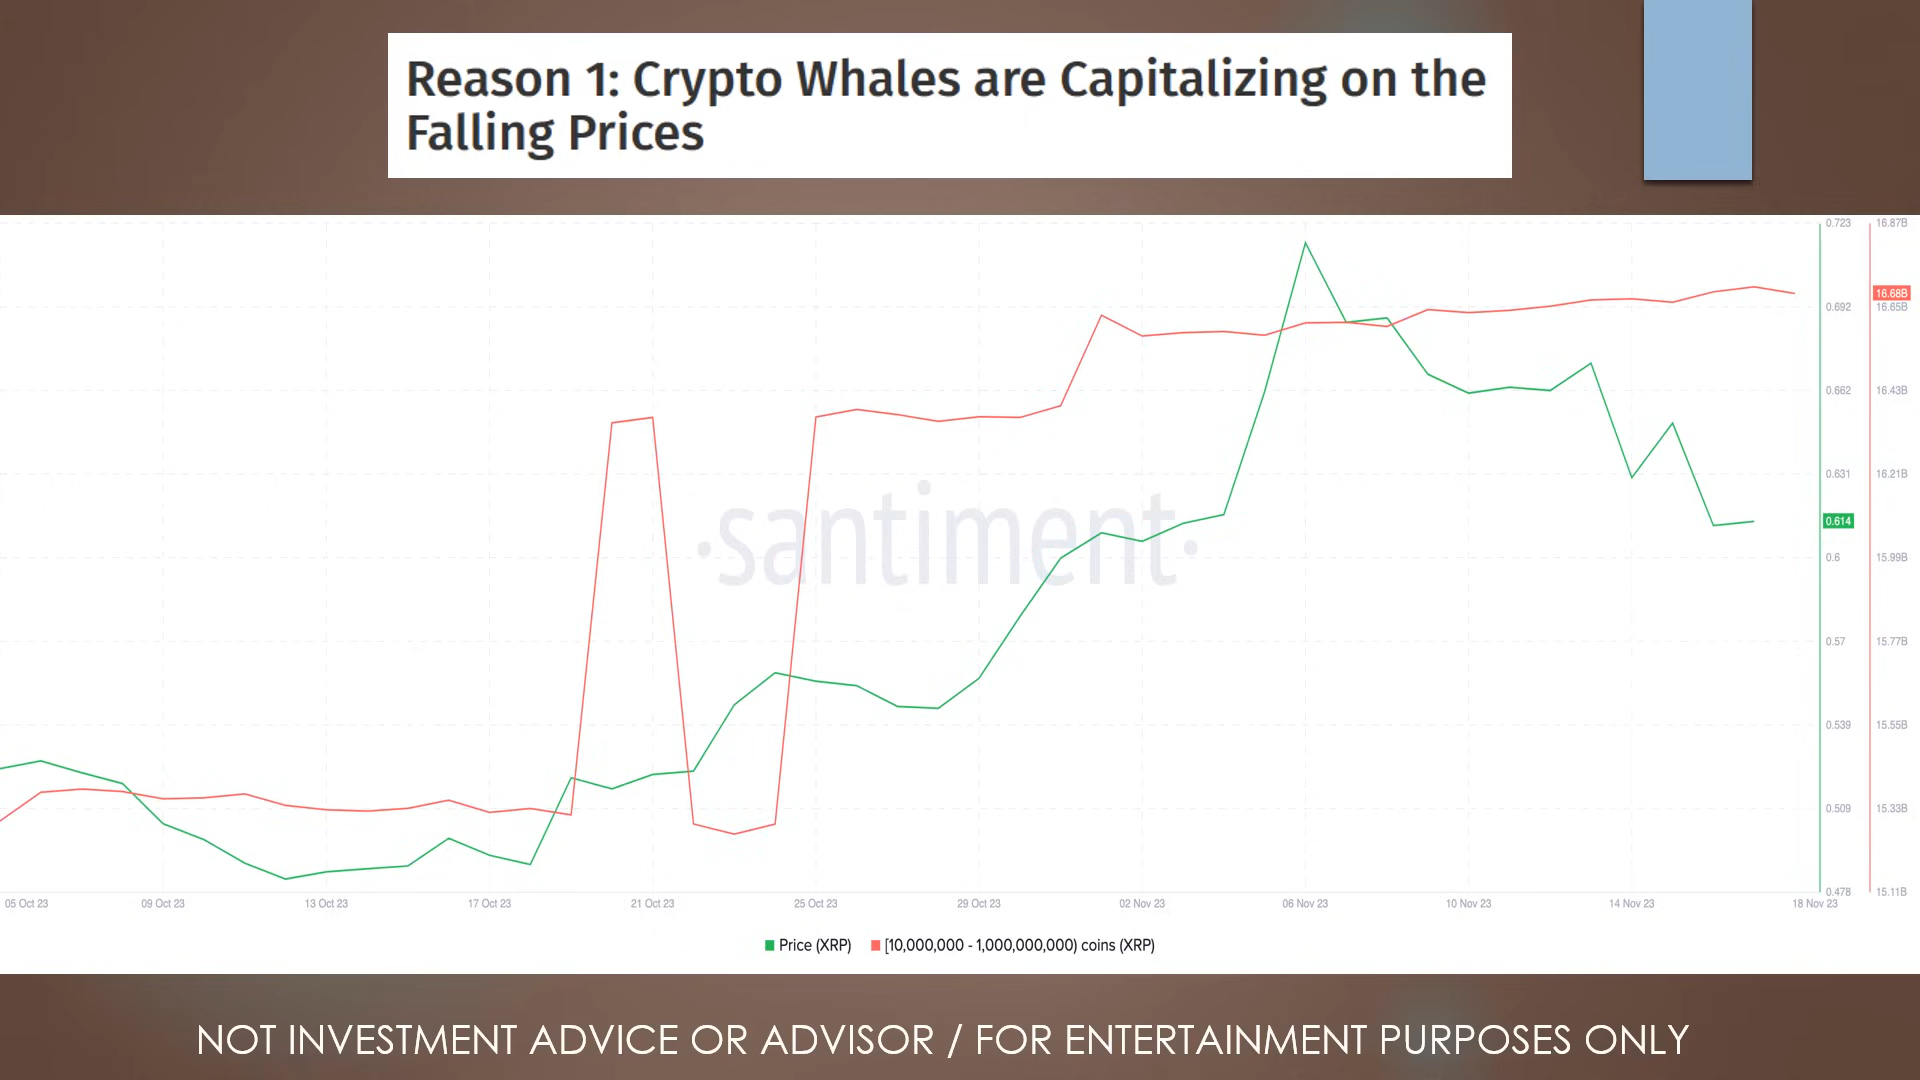 Reason 1: Crypto Whales are Capitalizing on the
Falling Prices
0.723 16.87B
16.68B
0.692 16.65B
0.662 16.43B
0.631 16.21B
0.614
0.6 15.99B
0.57 15.77B
0.539 15.55B
0.509 15.33B
0.478 15.11B
·santiment·
05 Oct 23 09 Oct 23 13 Oct 23 17 Oct 23 21 Oct 23 25 Oct 23 29 Oct 23 02 Nov 23 06 Nov 23 10 Nov 23 14 Nov 23 18 Nov 23
Price (XRP) [10,000,000 - 1,000,000,000) coins (XRP)
NOT INVESTMENT ADVICE OR ADVISOR / FOR ENTERTAINMENT PURPOSES ONLY